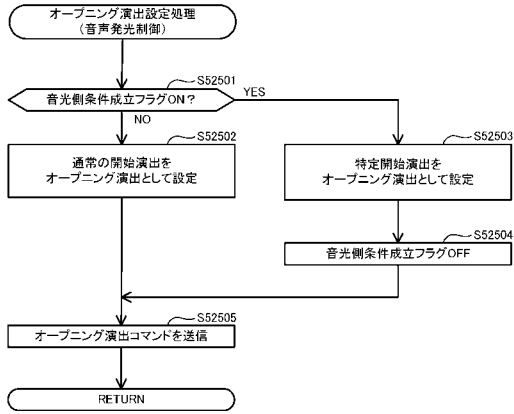 オープニング演出設定処理
(音声発光制御)
S52501
音光側条件成立フラグON?
YES
NO
S52502
通常の開始演出を
オープニング演出として設定
S52503
特定開始演出を
オープニング演出として設定
S52504
音光側条件成立フラグOFF
S52505
オープニング演出コマンドを送信
RETURN